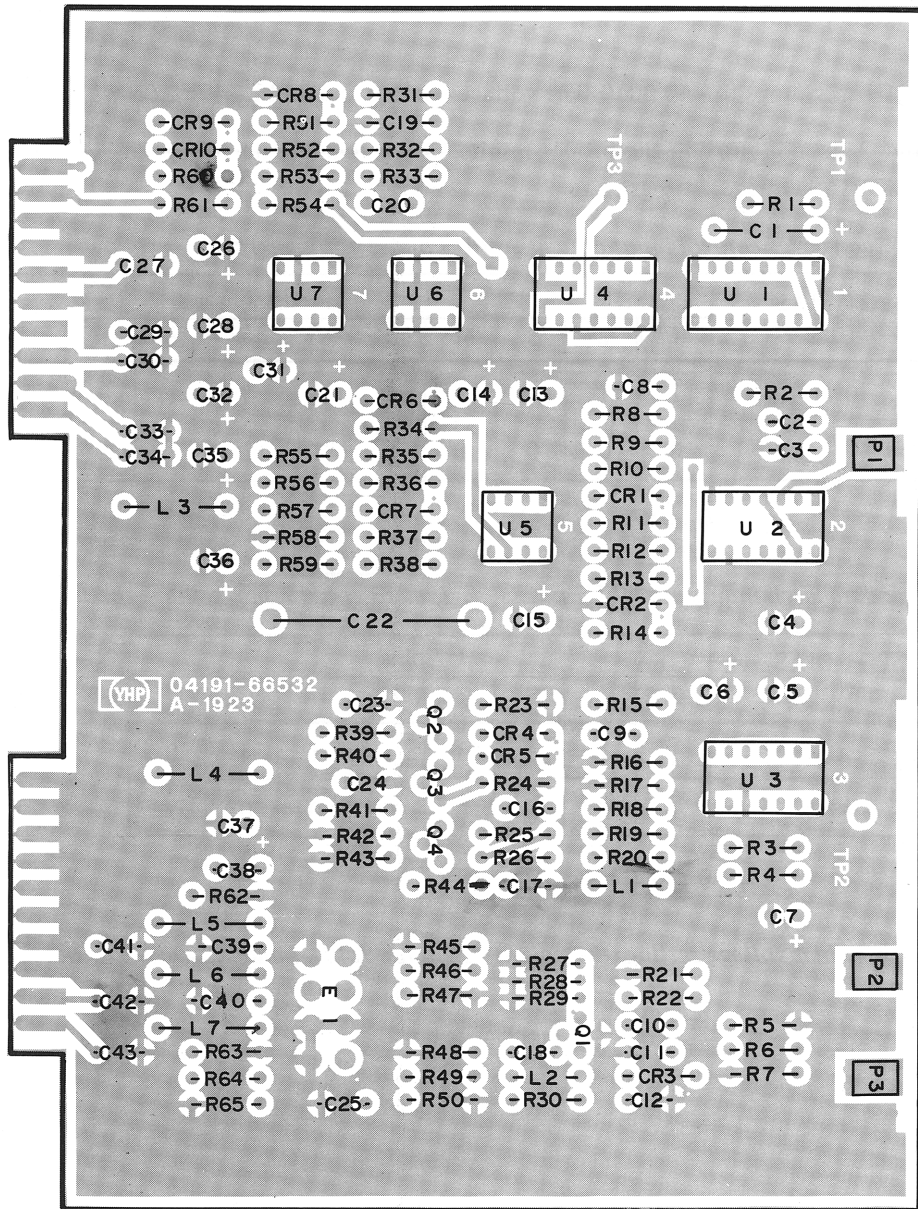 CR8 R31
CR9 R51 C19
CR10 R52 R32
R60 R53 R33
R61 R54 C20
TP3
TP1
R1
C1 +
C26 +
C27
U7 7
U6 6
U4 4
U1 1
C29 C28 +
C30
C31 +
C32 + C21 +
CR6 C14 + C13 +
C8
R2
R34 R8 C2
C33
C34 C35 + R55 R35 R9 C3 P1
R56 R36 R10
L3 R57 CR7 CR1
U5 5
R11
U2 2
R58 R37 R12
C36 + R59 R38 R13
CR2
C22 C15 + R14 C4 +
C6 + C5 +
YHP 04191-66532
A-1923
C23 Q2 R23 R15
R39 CR4 C9
R40 CR5 R16
L4 C24 Q3 R24 R17 U3 3
R41 C16 R18
C37 + R42 Q4 R25 R19
R43 R26 R20 R3
C38 R44 C17 L1 R4 TP2
R62
L5 C7 +
C41 C39 R45 R27
L6 R46 R28 R21 P2
C42 C40 E1 R47 R29 R22
L7 Q1 C10 R5
C43 R63 R48 C18 C11 R6
R64 R49 L2 CR3 R7 P3
R65 C25 R50 R30 C12